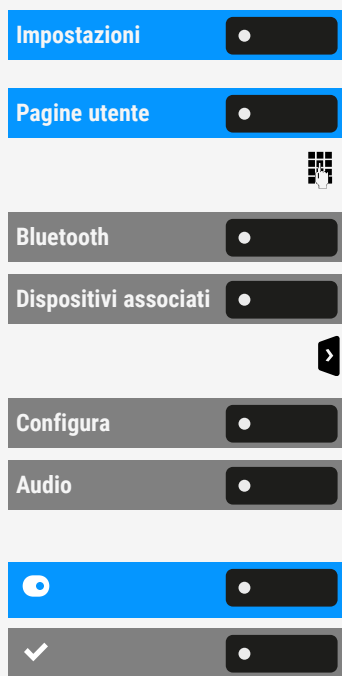 Impostazioni
Pagine utente
Bluetooth
Dispositivi associati
Configura
Audio